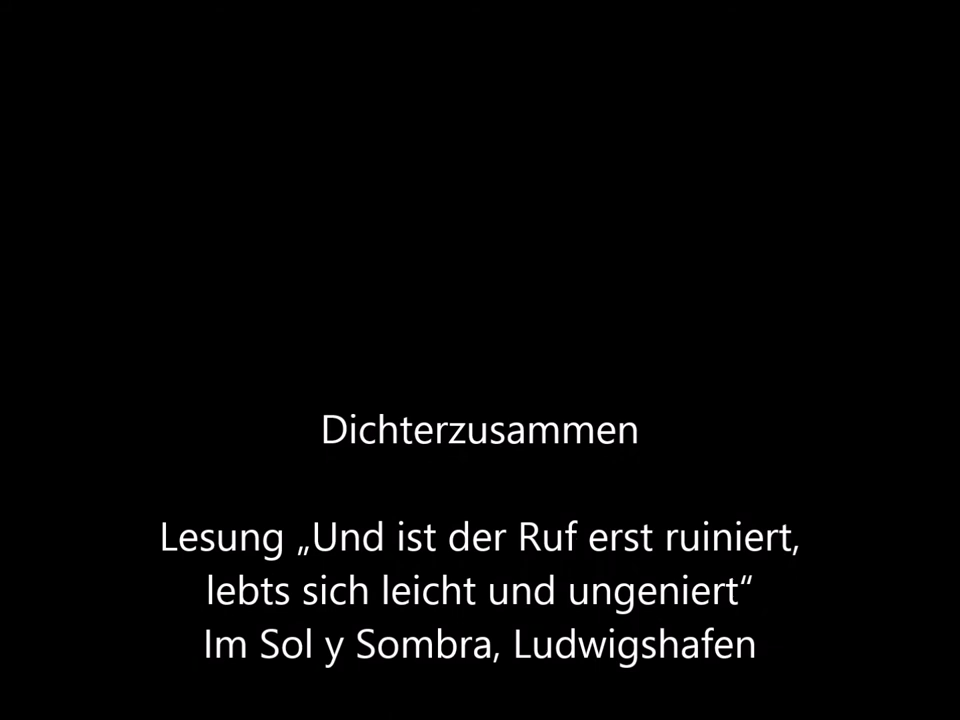 Dichterzusammen
Lesung „Und ist der Ruf erst ruiniert,
lebts sich leicht und ungeniert“
Im Sol y Sombra, Ludwigshafen